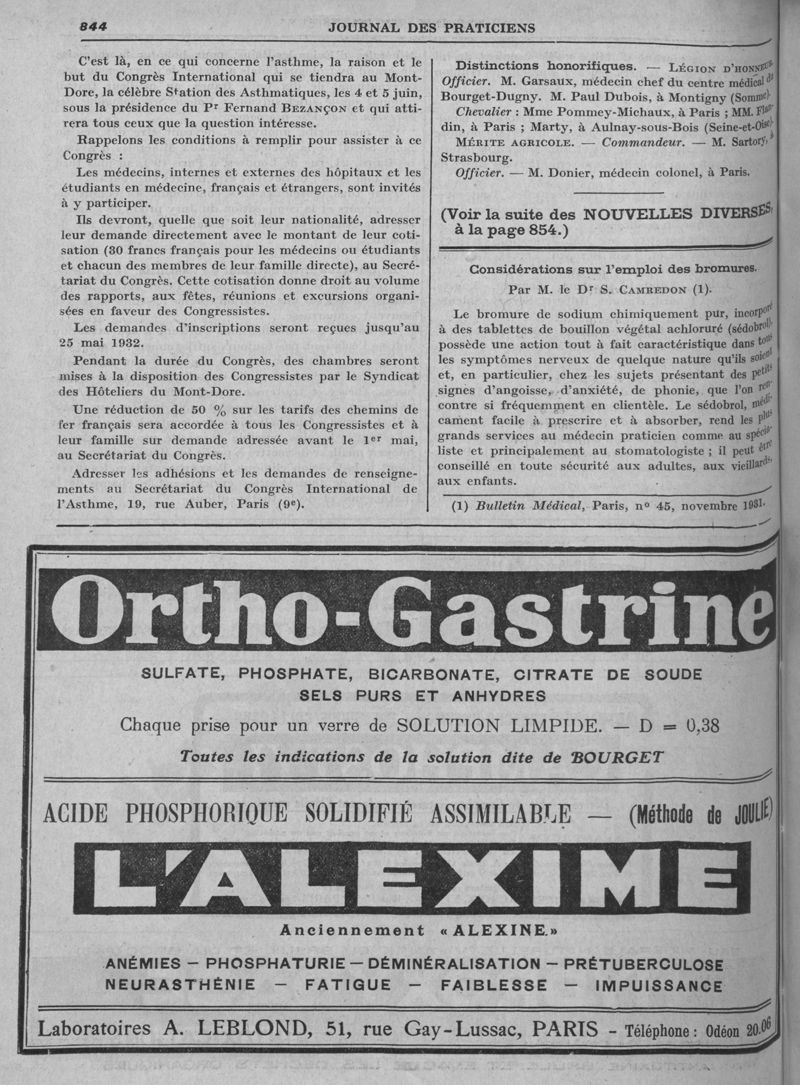 844
JOURNAL DES PRATICIENS
C'est là, en ce qui concerne l'asthme, la raison et le
but du Congrès International qui se tiendra au Mont-
Dore, la célèbre Station des Asthmatiques, les 4 et 5 juin,
sous la présidence du Pr Fernand BEZANÇON et qui atti-
rera tous ceux que la question intéresse.
Rappelons les conditions à remplir pour assister à ce
Congrès :
Les médecins, internes et externes des hôpitaux et les
étudiants en médecine, français et étrangers, sont invités
à y participer.
Ils devront, quelle que soit leur nationalité, adresser
leur demande directement avec le montant de leur coti-
sation (30 francs français pour les médecins ou étudiants
et chacun des membres de leur famille directe), au Secré-
tariat du Congrès. Cette cotisation donne droit au volume
des rapports, aux fêtes, réunions et excursions organi-
sées en faveur des Congressistes.
Les demandes d'inscriptions seront reçues jusqu'au
25 mai 1932.
Pendant la durée du Congrès, des chambres seront
mises à la disposition des Congressistes par le Syndicat
des Hôteliers du Mont-Dore.
Une réduction de 50 % sur les tarifs des chemins de
fer français sera accordée à tous les Congressistes et à
leur famille sur demande adressée avant le 1er mai,
au Secrétariat du Congrès.
Adresser les adhésions et les demandes de renseigne-
ments au Secrétariat du Congrès International de
l'Asthme, 19, rue Auber, Paris (9e).
Distinctions honorifiques. — LÉGION D'HONNEUR.
Officier. M. Garsaux, médecin chef du centre médical du
Bourget-Dugny. M. Paul Dubois, à Montigny (Somme).
Chevalier : Mme Pommey-Michaux, à Paris ; MM. Flan-
din, à Paris ; Marty, à Aulnay-sous-Bois (Seine-et-Oise).
MÉRITE AGRICOLE. — Commandeur. — M. Sartory, à
Strasbourg.
Officier. — M. Donier, médecin colonel, à Paris.
(Voir la suite des NOUVELLES DIVERSES,
à la page 854.)
Considérations sur l'emploi des bromures.
Par M. le Dr S. CAMREDON (1).
Le bromure de sodium chimiquement pur, incorporé
à des tablettes de bouillon végétal achloruré (sédobrol),
possède une action tout à fait caractéristique dans tous
les symptômes nerveux de quelque nature qu'ils soient
et, en particulier, chez les sujets présentant des petits
signes d'angoisse, d'anxiété, de phonie, que l'on ren-
contre si fréquemment en clientèle. Le sédobrol, médi-
cament facile à prescrire et à absorber, rend les plus
grands services au médecin praticien comme au spécia-
liste et principalement au stomatologiste ; il peut être
conseillé en toute sécurité aux adultes, aux vieillards,
aux enfants.
(1) Bulletin Médical, Paris, no 45, novembre 1931.
Ortho-Gastrine
SULFATE, PHOSPHATE, BICARBONATE, CITRATE DE SOUDE
SELS PURS ET ANHYDRES
Chaque prise pour un verre de SOLUTION LIMPIDE. — D = 0,38
Toutes les indications de la solution dite de BOURGET
ACIDE PHOSPHORIQUE SOLIDIFIÉ ASSIMILABLE — (Méthode de JOULIE)
L'ALEXIME
Anciennement « ALEXINE »
ANÉMIES — PHOSPHATURIE — DÉMINÉRALISATION — PRÉTUBERCULOSE
NEURASTHÉNIE — FATIGUE — FAIBLESSE — IMPUISSANCE
Laboratoires A. LEBLOND, 51, rue Gay-Lussac, PARIS - Téléphone : Odéon 20.06